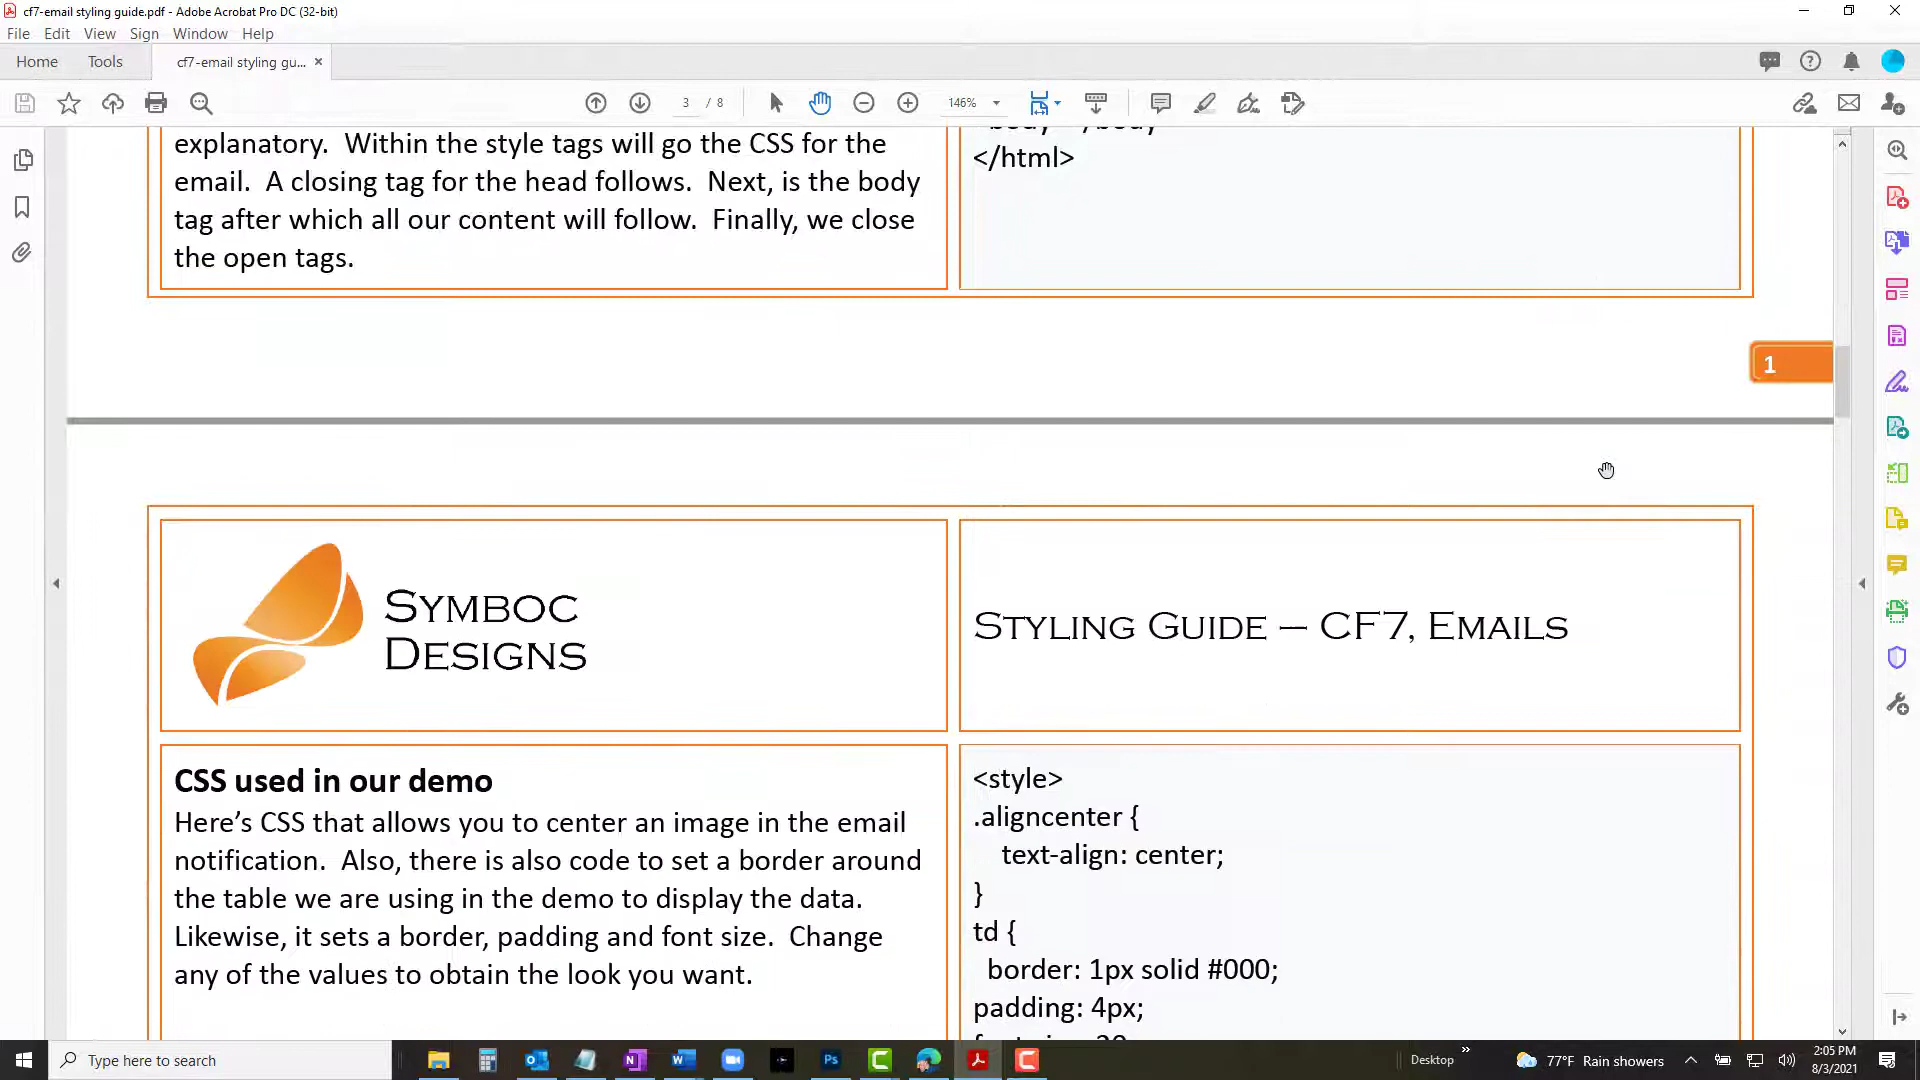 cf7-email styling guide.pdf - Adobe Acrobat Pro DC (32-bit)
File Edit View Sign Window Help
Home Tools cf7-email styling gu... ×
3 / 8 146%
explanatory. Within the style tags will go the CSS for the
email. A closing tag for the head follows. Next, is the body
tag after which all our content will follow. Finally, we close
the open tags.
</html>
1
SYMBOC
DESIGNS
STYLING GUIDE – CF7, EMAILS
CSS used in our demo
Here’s CSS that allows you to center an image in the email
notification. Also, there is also code to set a border around
the table we are using in the demo to display the data.
Likewise, it sets a border, padding and font size. Change
any of the values to obtain the look you want.
<style>
.aligncenter {
text-align: center;
}
td {
border: 1px solid #000;
padding: 4px;
Type here to search
Desktop
77°F Rain showers
2:05 PM
8/3/2021